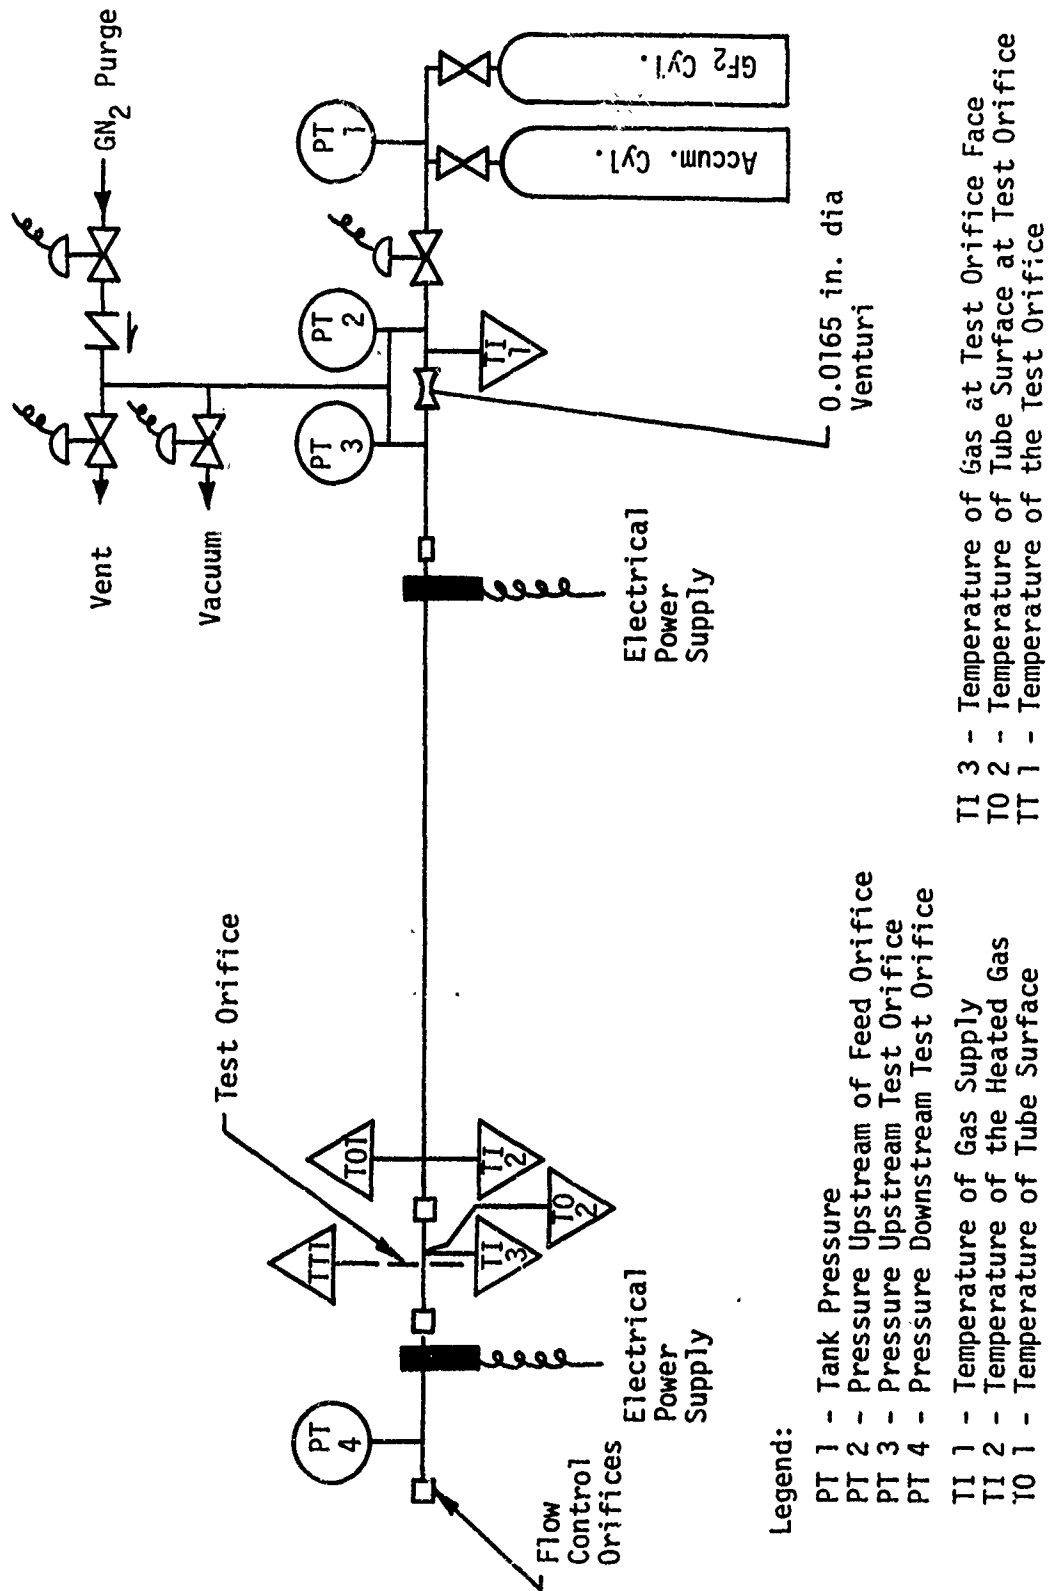 GN2 Purge
Vent
Vacuum
PT
1
PT
2
PT
3
TI
1
GF2 Cyl.
Accum. Cyl.
0.0165 in. dia
Venturi
Electrical
Power
Supply
Test Orifice
TT1
TO1
TI
2
TI
3
TO
2
PT
4
Electrical
Power
Supply
Flow
Control
Orifices
Legend:
PT 1 - Tank Pressure
PT 2 - Pressure Upstream of Feed Orifice
PT 3 - Pressure Upstream Test Orifice
PT 4 - Pressure Downstream Test Orifice
TI 1 - Temperature of Gas Supply
TI 2 - Temperature of the Heated Gas
TO 1 - Temperature of Tube Surface
TI 3 - Temperature of Gas at Test Orifice Face
TO 2 - Temperature of Tube Surface at Test Orifice
TT 1 - Temperature of the Test Orifice